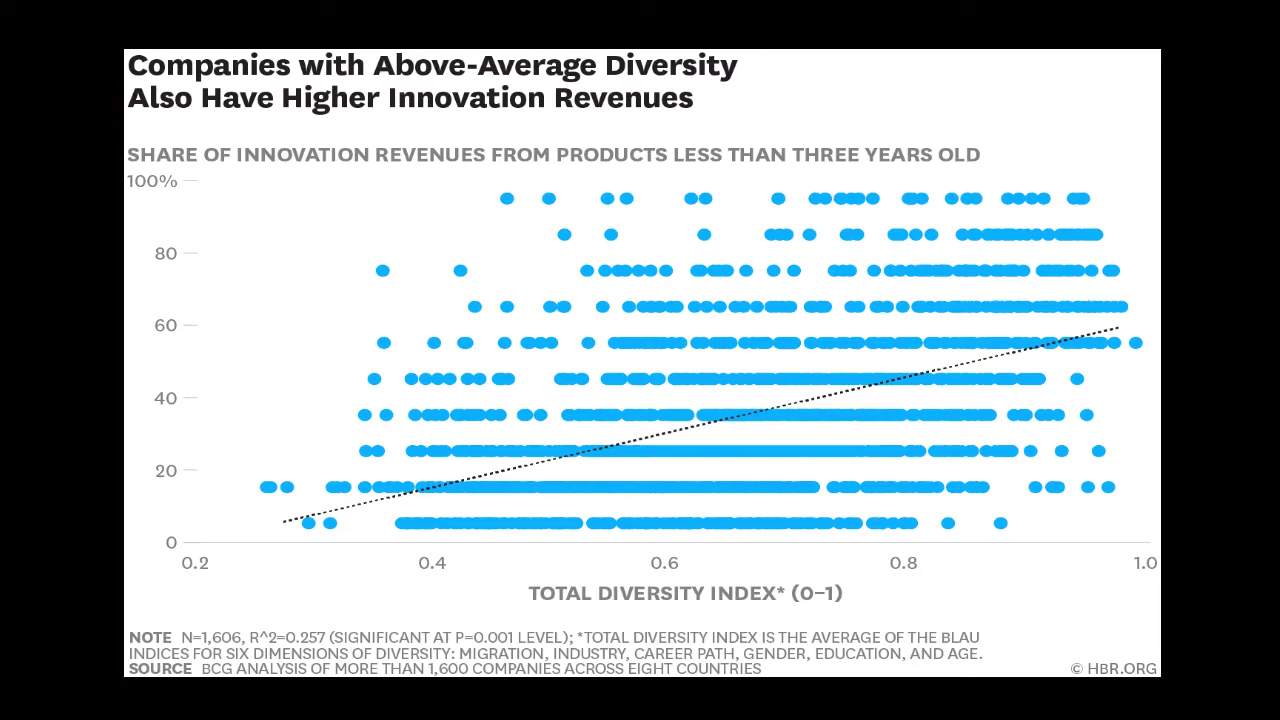 Companies with Above-Average Diversity
Also Have Higher Innovation Revenues
SHARE OF INNOVATION REVENUES FROM PRODUCTS LESS THAN THREE YEARS OLD
100%
80
60
40
20
0
0.2 0.4 0.6 0.8 1.0
TOTAL DIVERSITY INDEX* (0–1)
NOTE N=1,606, R^2=0.257 (SIGNIFICANT AT P=0.001 LEVEL); *TOTAL DIVERSITY INDEX IS THE AVERAGE OF THE BLAU
INDICES FOR SIX DIMENSIONS OF DIVERSITY: MIGRATION, INDUSTRY, CAREER PATH, GENDER, EDUCATION, AND AGE.
SOURCE BCG ANALYSIS OF MORE THAN 1,600 COMPANIES ACROSS EIGHT COUNTRIES
© HBR.ORG